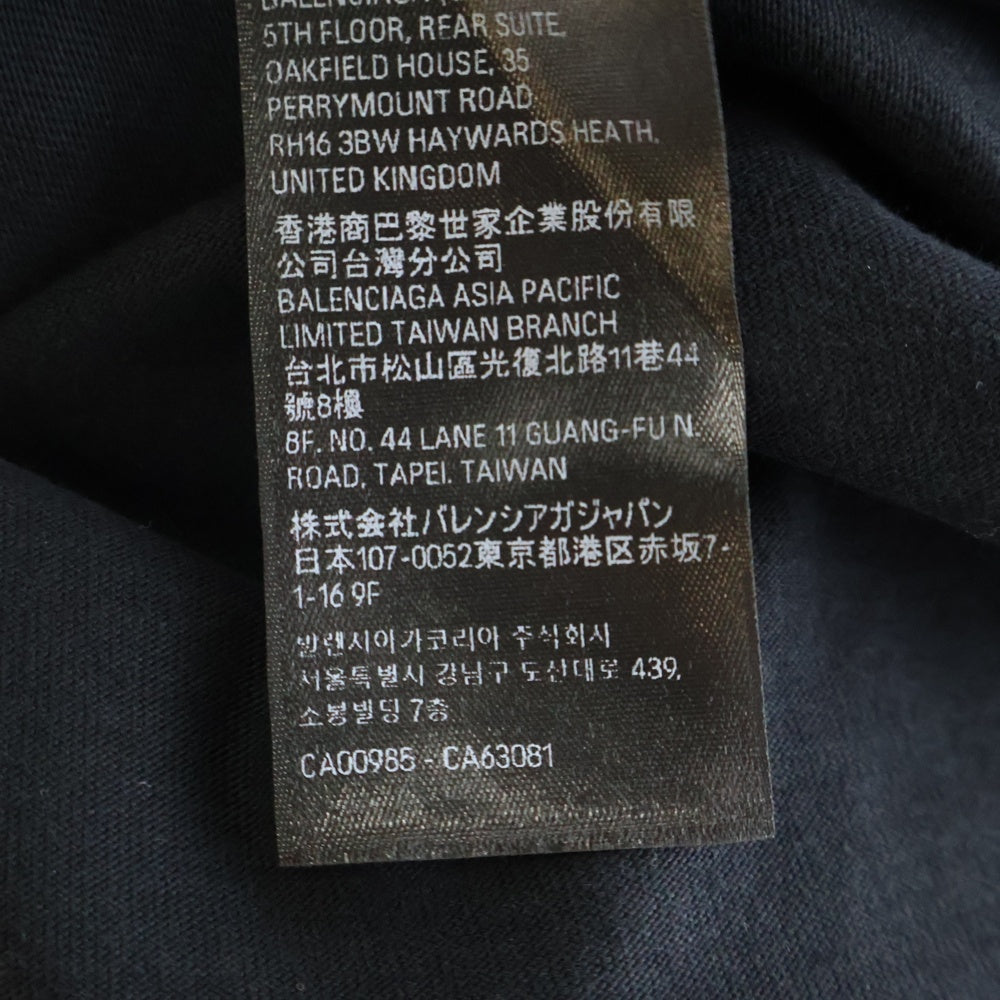 BALENCIAGA
5TH FLOOR, REAR SUITE,
OAKFIELD HOUSE, 35
PERRYMOUNT ROAD,
RH16 3BW HAYWARDS HEATH,
UNITED KINGDOM
香港商巴黎世家企業股份有限
公司台灣分公司
BALENCIAGA ASIA PACIFIC
LIMITED TAIWAN BRANCH
台北市松山區光復北路11巷44
號8樓
8F. NO. 44 LANE 11 GUANG-FU N.
ROAD, TAPEI. TAIWAN
株式会社バレンシアガジャパン
日本107-0052東京都港区赤坂7-
1-16 9F
발렌시아가코리아 주식회사
서울특별시 강남구 도산대로 439,
소봉빌딩 7층
CA00985 - CA63081